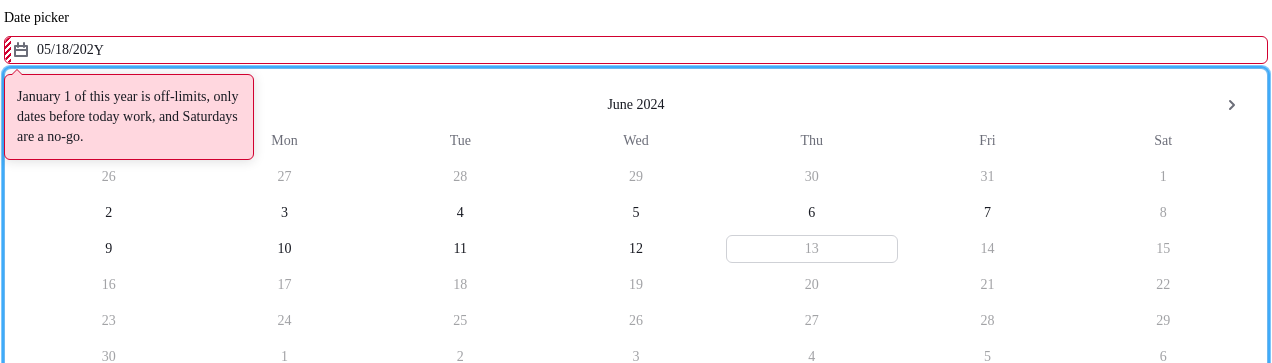 Date picker
05/18/202Y
January 1 of this year is off-limits, only
dates before today work, and Saturdays
are a no-go.
June 2024
Mon Tue Wed Thu Fri Sat
26 27 28 29 30 31 1
2 3 4 5 6 7 8
9 10 11 12 13 14 15
16 17 18 19 20 21 22
23 24 25 26 27 28 29
30 1 2 3 4 5 6